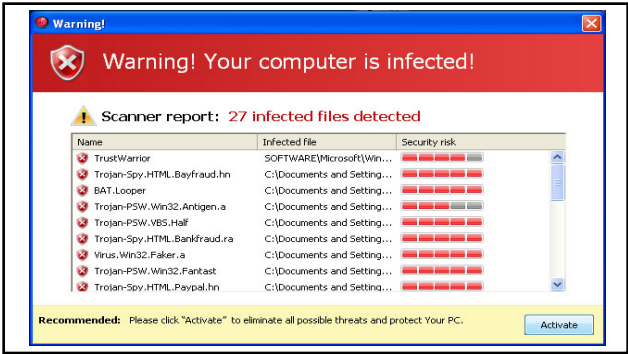 Warning!
Warning! Your computer is infected!
Scanner report: 27 infected files detected
Name Infected file Security risk
TrustWarrior SOFTWARE\Microsoft\Win...
Trojan-Spy.HTML.Bayfraud.hn C:\Documents and Setting...
BAT.Looper C:\Documents and Setting...
Trojan-PSW.Win32.Antigen.a C:\Documents and Setting...
Trojan-PSW.VBS.Half C:\Documents and Setting...
Trojan-Spy.HTML.Bankfraud.ra C:\Documents and Setting...
Virus.Win32.Faker.a C:\Documents and Setting...
Trojan-PSW.Win32.Fantast C:\Documents and Setting...
Trojan-Spy.HTML.Paypal.hn C:\Documents and Setting...
Recommended: Please click "Activate" to eliminate all possible threats and protect Your PC.
Activate